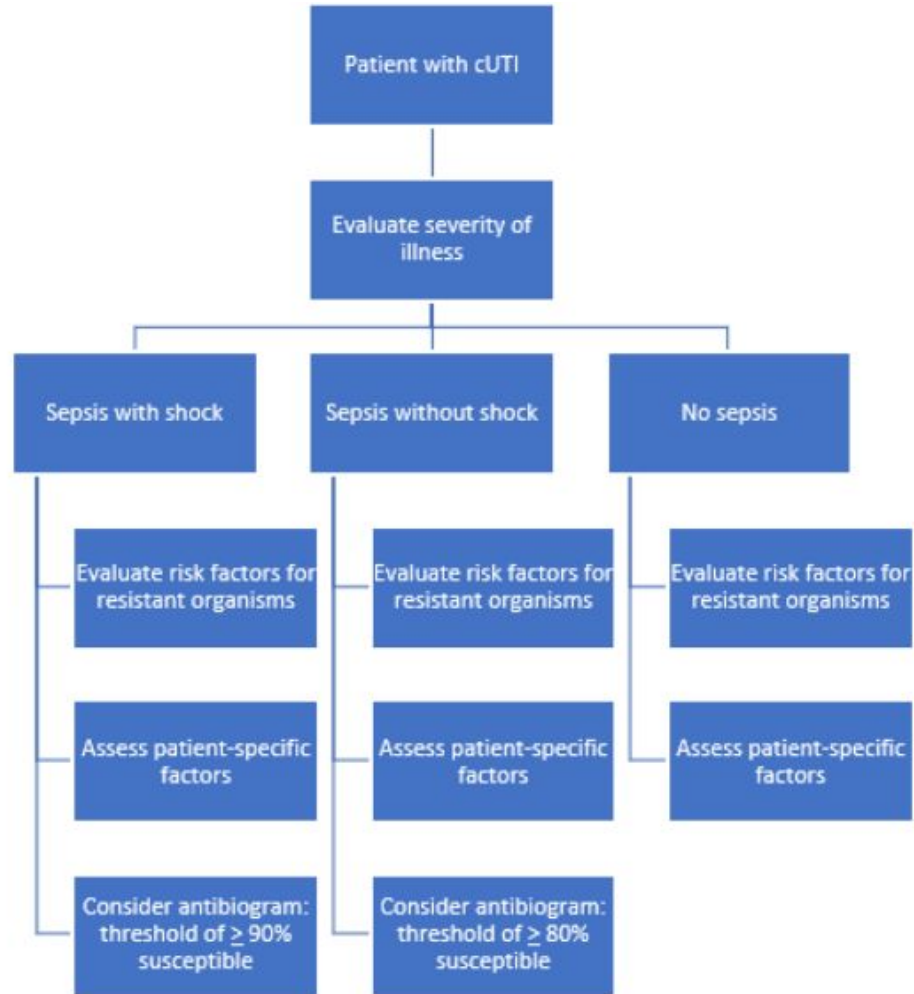 Patient with cUTI
Evaluate severity of
illness
Sepsis with shock
Sepsis without shock
No sepsis
Evaluate risk factors for
resistant organisms
Evaluate risk factors for
resistant organisms
Evaluate risk factors for
resistant organisms
Assess patient-specific
factors
Assess patient-specific
factors
Assess patient-specific
factors
Consider antibiogram:
threshold of ≥ 90%
susceptible
Consider antibiogram:
threshold of ≥ 80%
susceptible